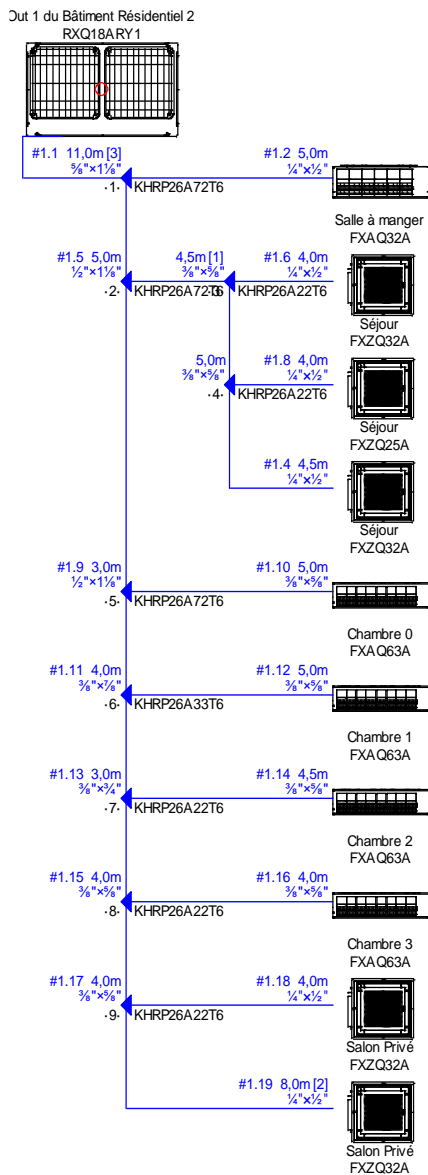 Out 1 du Bâtiment Résidentiel 2
RXQ18ARY1
#1.1 11,0m [3]
⅝"×1⅛"
·1· KHRP26A72T6
#1.2 5,0m
¼"×½"
Salle à manger
FXAQ32A
#1.5 5,0m
½"×1⅛"
·2· KHRP26A72T6
4,5m [1]
⅜"×⅝"
·3· KHRP26A22T6
#1.6 4,0m
¼"×½"
Séjour
FXZQ32A
5,0m
⅜"×⅝"
·4· KHRP26A22T6
#1.8 4,0m
¼"×½"
Séjour
FXZQ25A
#1.4 4,5m
¼"×½"
Séjour
FXZQ32A
#1.9 3,0m
½"×1⅛"
·5· KHRP26A72T6
#1.10 5,0m
⅜"×⅝"
Chambre 0
FXAQ63A
#1.11 4,0m
⅜"×⅞"
·6· KHRP26A33T6
#1.12 5,0m
⅜"×⅝"
Chambre 1
FXAQ63A
#1.13 3,0m
⅜"×¾"
·7· KHRP26A22T6
#1.14 4,5m
⅜"×⅝"
Chambre 2
FXAQ63A
#1.15 4,0m
⅜"×⅝"
·8· KHRP26A22T6
#1.16 4,0m
⅜"×⅝"
Chambre 3
FXAQ63A
#1.17 4,0m
⅜"×⅝"
·9· KHRP26A22T6
#1.18 4,0m
¼"×½"
Salon Privé
FXZQ32A
#1.19 8,0m [2]
¼"×½"
Salon Privé
FXZQ32A